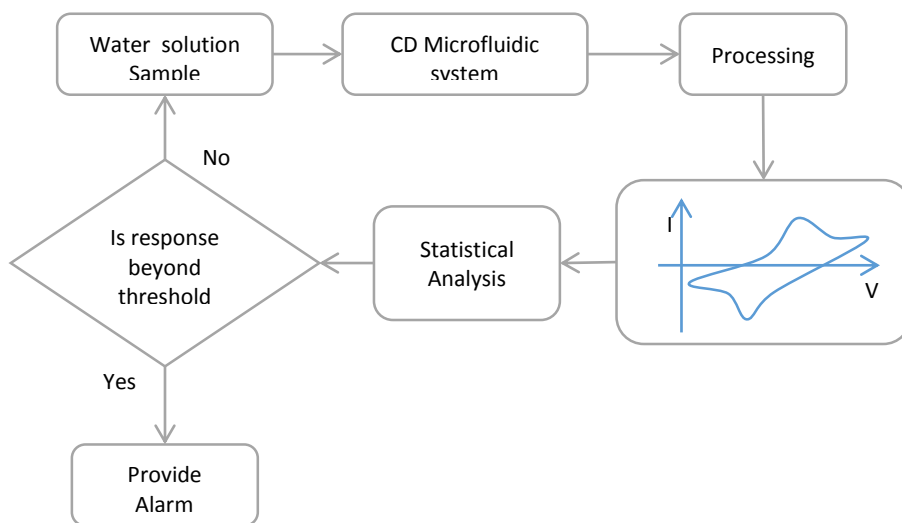 Water solution
Sample
CD Microfluidic
system
Processing
No
Is response
beyond
threshold
Statistical
Analysis
I
V
Yes
Provide
Alarm